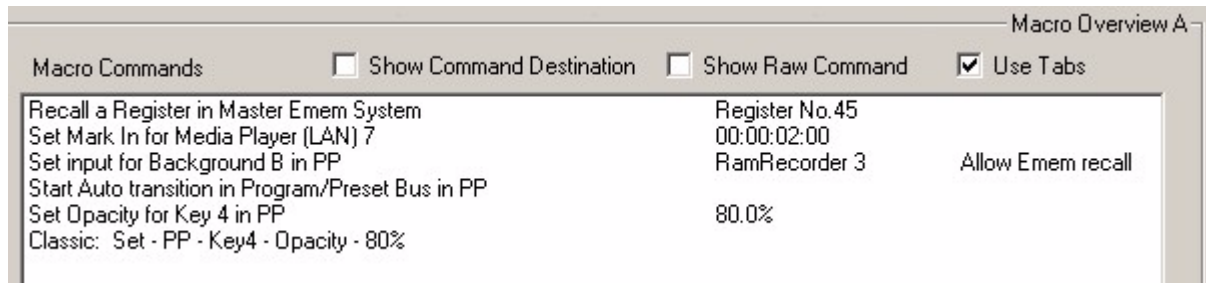 Macro Overview A
Macro Commands Show Command Destination Show Raw Command Use Tabs
Recall a Register in Master Emem System Register No.45
Set Mark In for Media Player (LAN) 7 00:00:02:00
Set input for Background B in PP RamRecorder 3 Allow Emem recall
Start Auto transition in Program/Preset Bus in PP
Set Opacity for Key 4 in PP 80.0%
Classic: Set - PP - Key4 - Opacity - 80%